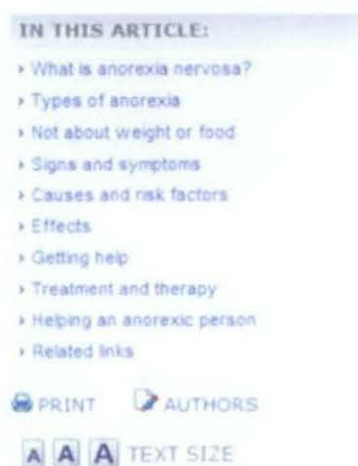 IN THIS ARTICLE:
What is anorexia nervosa?
Types of anorexia
Not about weight or food
Signs and symptoms
Causes and risk factors
Effects
Getting help
Treatment and therapy
Helping an anorexic person
Related links
PRINT AUTHORS
A A A TEXT SIZE